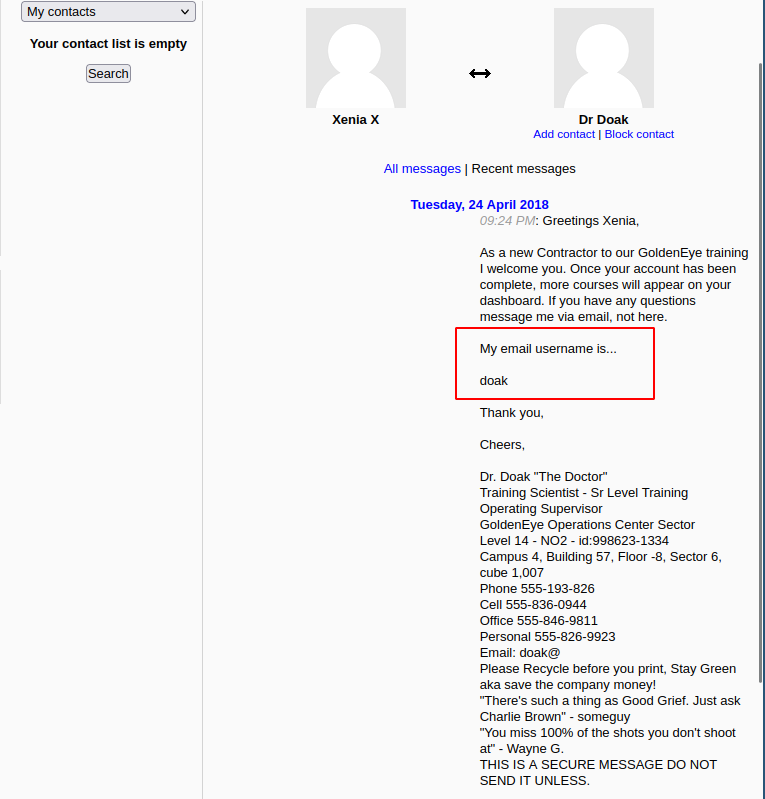 My contacts
Your contact list is empty
Search
Xenia X
Dr Doak
Add contact | Block contact
All messages | Recent messages
Tuesday, 24 April 2018
09:24 PM: Greetings Xenia,
As a new Contractor to our GoldenEye training
I welcome you. Once your account has been
complete, more courses will appear on your
dashboard. If you have any questions
message me via email, not here.
My email username is...
doak
Thank you,
Cheers,
Dr. Doak "The Doctor"
Training Scientist - Sr Level Training
Operating Supervisor
GoldenEye Operations Center Sector
Level 14 - NO2 - id:998623-1334
Campus 4, Building 57, Floor -8, Sector 6,
cube 1,007
Phone 555-193-826
Cell 555-836-0944
Office 555-846-9811
Personal 555-826-9923
Email: doak@
Please Recycle before you print, Stay Green
aka save the company money!
"There's such a thing as Good Grief. Just ask
Charlie Brown" - someguy
"You miss 100% of the shots you don't shoot
at" - Wayne G.
THIS IS A SECURE MESSAGE DO NOT
SEND IT UNLESS.